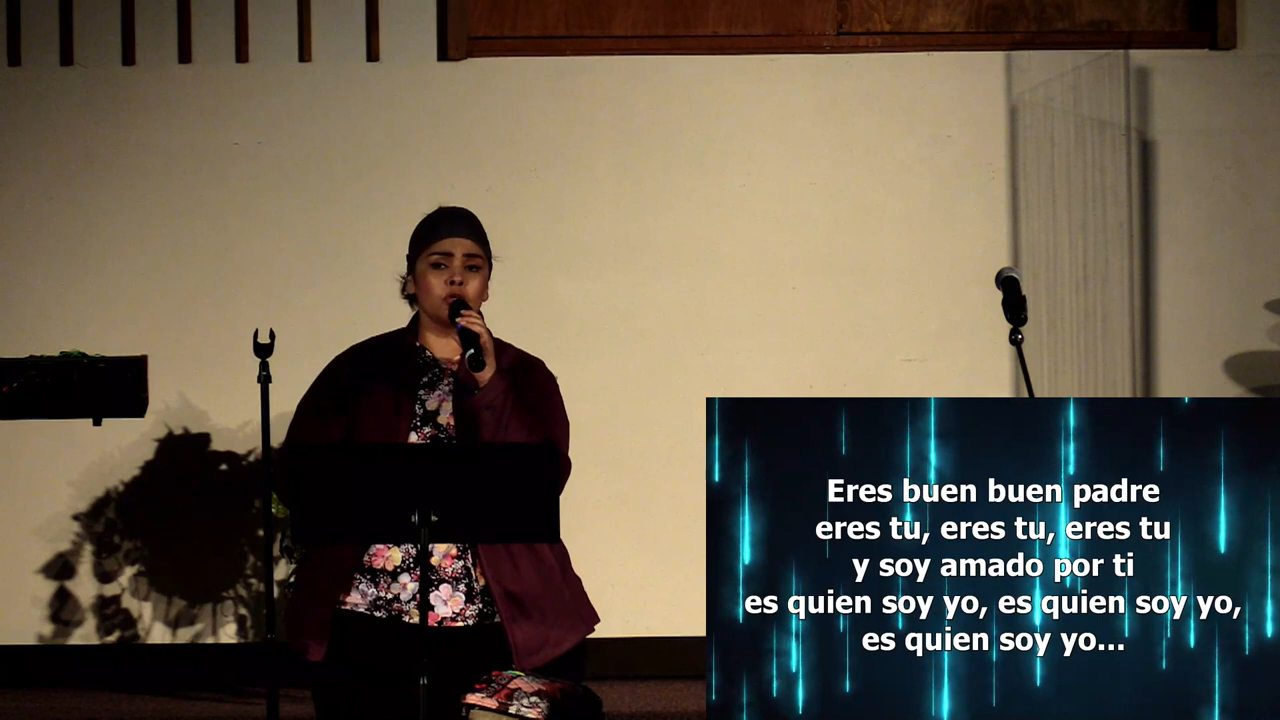 Eres buen buen padre
eres tu, eres tu, eres tu
y soy amado por ti
es quien soy yo, es quien soy yo,
es quien soy yo...